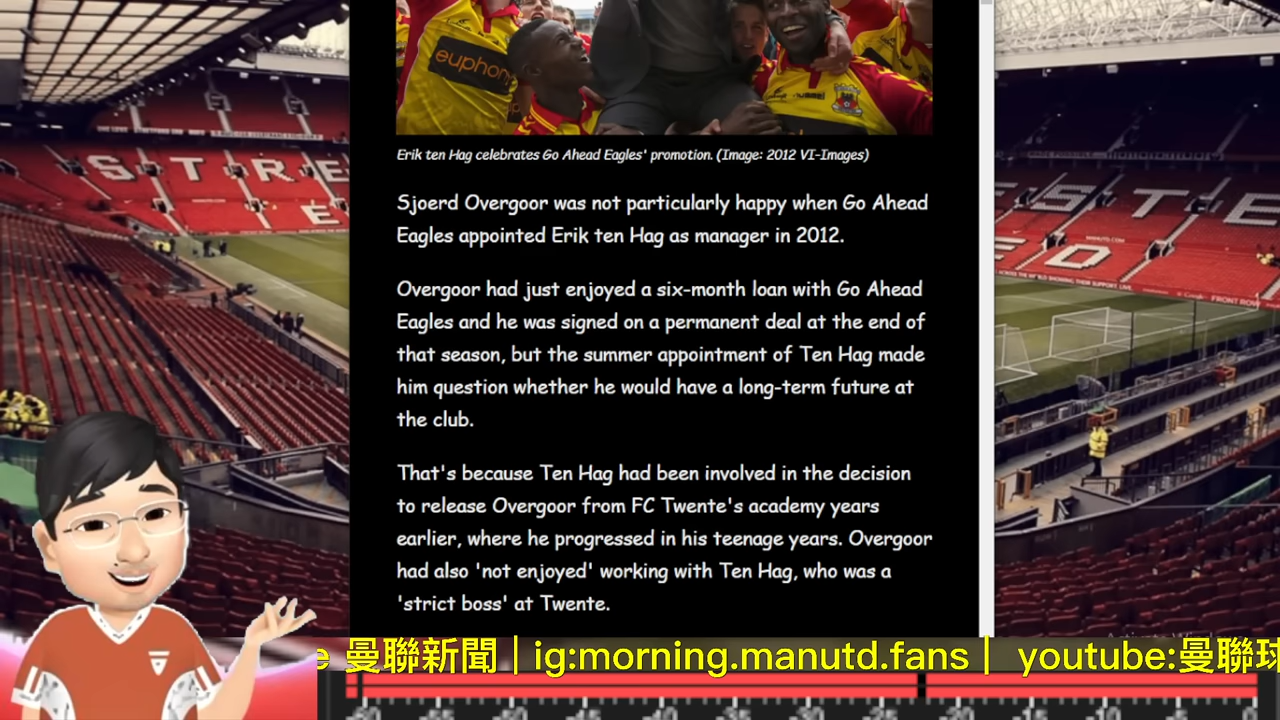 euphon
Erik ten Hag celebrates Go Ahead Eagles' promotion. (Image: 2012 VI-Images)
Sjoerd Overgoor was not particularly happy when Go Ahead
Eagles appointed Erik ten Hag as manager in 2012.
Overgoor had just enjoyed a six-month loan with Go Ahead
Eagles and he was signed on a permanent deal at the end of
that season, but the summer appointment of Ten Hag made
him question whether he would have a long-term future at
the club.
That's because Ten Hag had been involved in the decision
to release Overgoor from FC Twente's academy years
earlier, where he progressed in his teenage years. Overgoor
had also 'not enjoyed' working with Ten Hag, who was a
'strict boss' at Twente.
STRE
E
STE
D
e 曼聯新聞 | ig:morning.manutd.fans | youtube:曼聯球